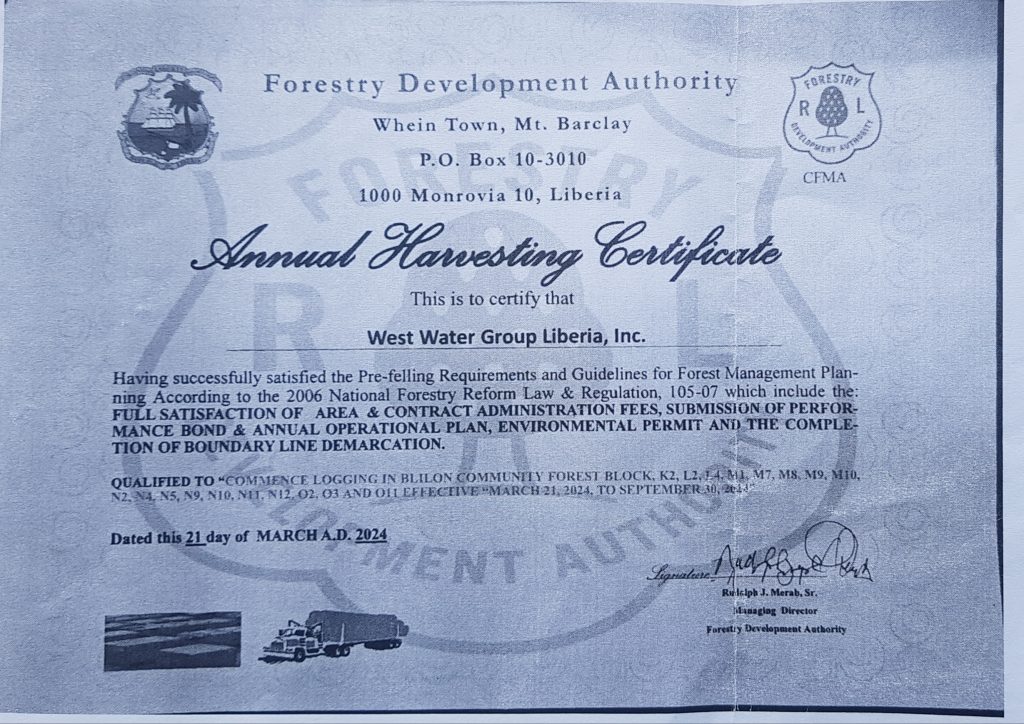 Forestry Development Authority
Whein Town, Mt. Barclay
P.O. Box 10-3010
1000 Monrovia 10, Liberia
FORESTRY
R L
DEVELOPMENT AUTHORITY
CFMA
Annual Harvesting Certificate
This is to certify that
West Water Group Liberia, Inc.
Having successfully satisfied the Pre-felling Requirements and Guidelines for Forest Management Plan-
ning According to the 2006 National Forestry Reform Law & Regulation, 105-07 which include the:
FULL SATISFACTION OF AREA & CONTRACT ADMINISTRATION FEES, SUBMISSION OF PERFOR-
MANCE BOND & ANNUAL OPERATIONAL PLAN, ENVIRONMENTAL PERMIT AND THE COMPLE-
TION OF BOUNDARY LINE DEMARCATION.
QUALIFIED TO “COMMENCE LOGGING IN BLILON COMMUNITY FOREST BLOCK, K2, L2, L4, M1, M7, M8, M9, M10,
N2, N4, N5, N9, N10, N11, N12, O2, O3 AND O11 EFFECTIVE “MARCH 21, 2024, TO SEPTEMBER 30, 2024”
Dated this 21 day of MARCH A.D. 2024
Signature
Rudolph J. Merab, Sr.
Managing Director
Forestry Development Authority
FORESTRY
R L
DEVELOPMENT AUTHORITY